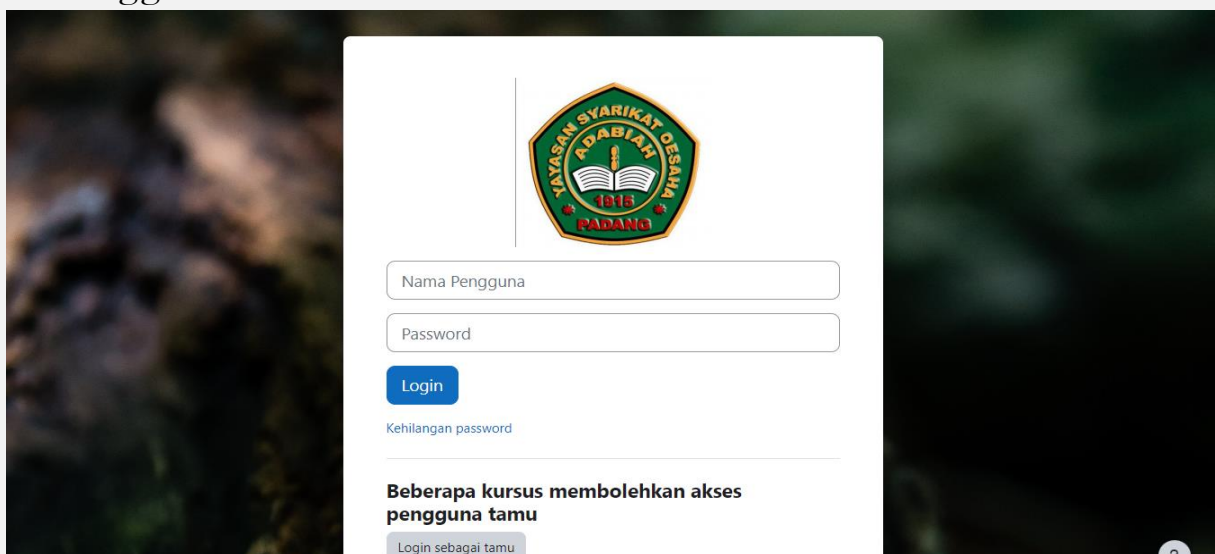 YAYASAN SYARIKAT OESAHA
ADABIAH
1915
PADANG
Nama Pengguna
Password
Login
Kehilangan password
Beberapa kursus membolehkan akses
pengguna tamu
Login sebagai tamu